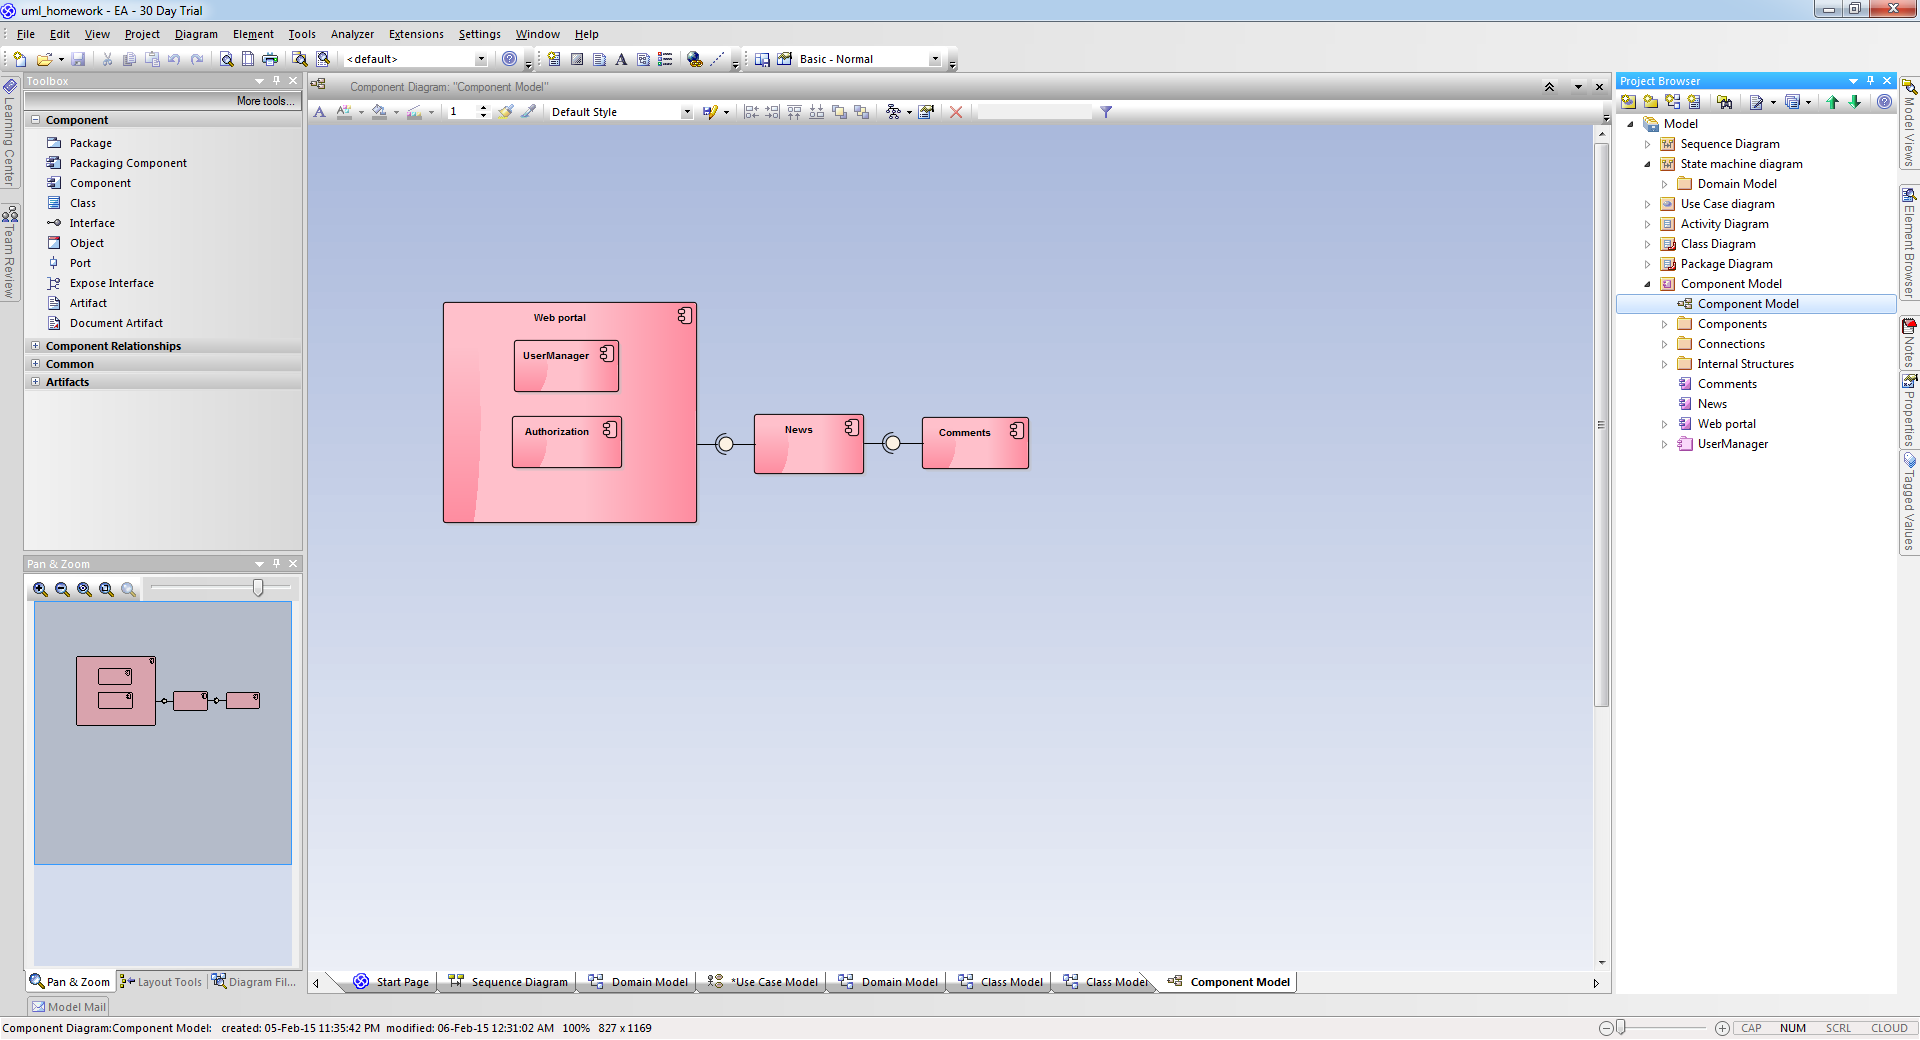 uml_homework - EA - 30 Day Trial
File Edit View Project Diagram Element Tools Analyzer Extensions Settings Window Help
<default>
Basic - Normal
Toolbox
More tools...
Component
Package
Packaging Component
Component
Class
Interface
Object
Port
Expose Interface
Artifact
Document Artifact
Component Relationships
Common
Artifacts
Learning Center
Team Review
Pan & Zoom
Pan & Zoom Layout Tools Diagram Fil...
Model Mail
Component Diagram: "Component Model"
1
Default Style
Web portal
UserManager
Authorization
News
Comments
Start Page Sequence Diagram Domain Model *Use Case Model Domain Model Class Model Class Model Component Model
Project Browser
Model
Sequence Diagram
State machine diagram
Domain Model
Use Case diagram
Activity Diagram
Class Diagram
Package Diagram
Component Model
Component Model
Components
Connections
Internal Structures
Comments
News
Web portal
UserManager
Model Views
Element Browser
Notes
Properties
Tagged Values
Component Diagram:Component Model: created: 05-Feb-15 11:35:42 PM modified: 06-Feb-15 12:31:02 AM 100% 827 x 1169
CAP NUM SCRL CLOUD